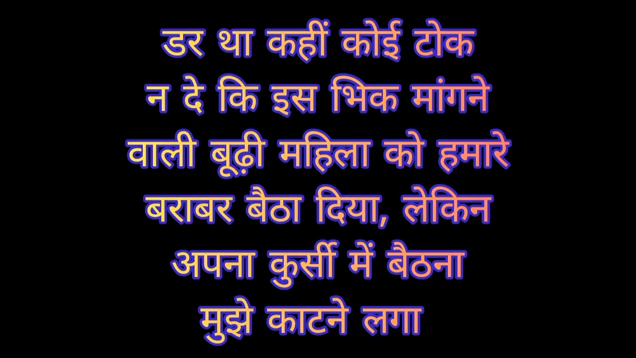 डर था कहीं कोई टोक
न दे कि इस भिक मांगने
वाली बूढ़ी महिला को हमारे
बराबर बैठा दिया, लेकिन
अपना कुर्सी में बैठना
मुझे काटने लगा